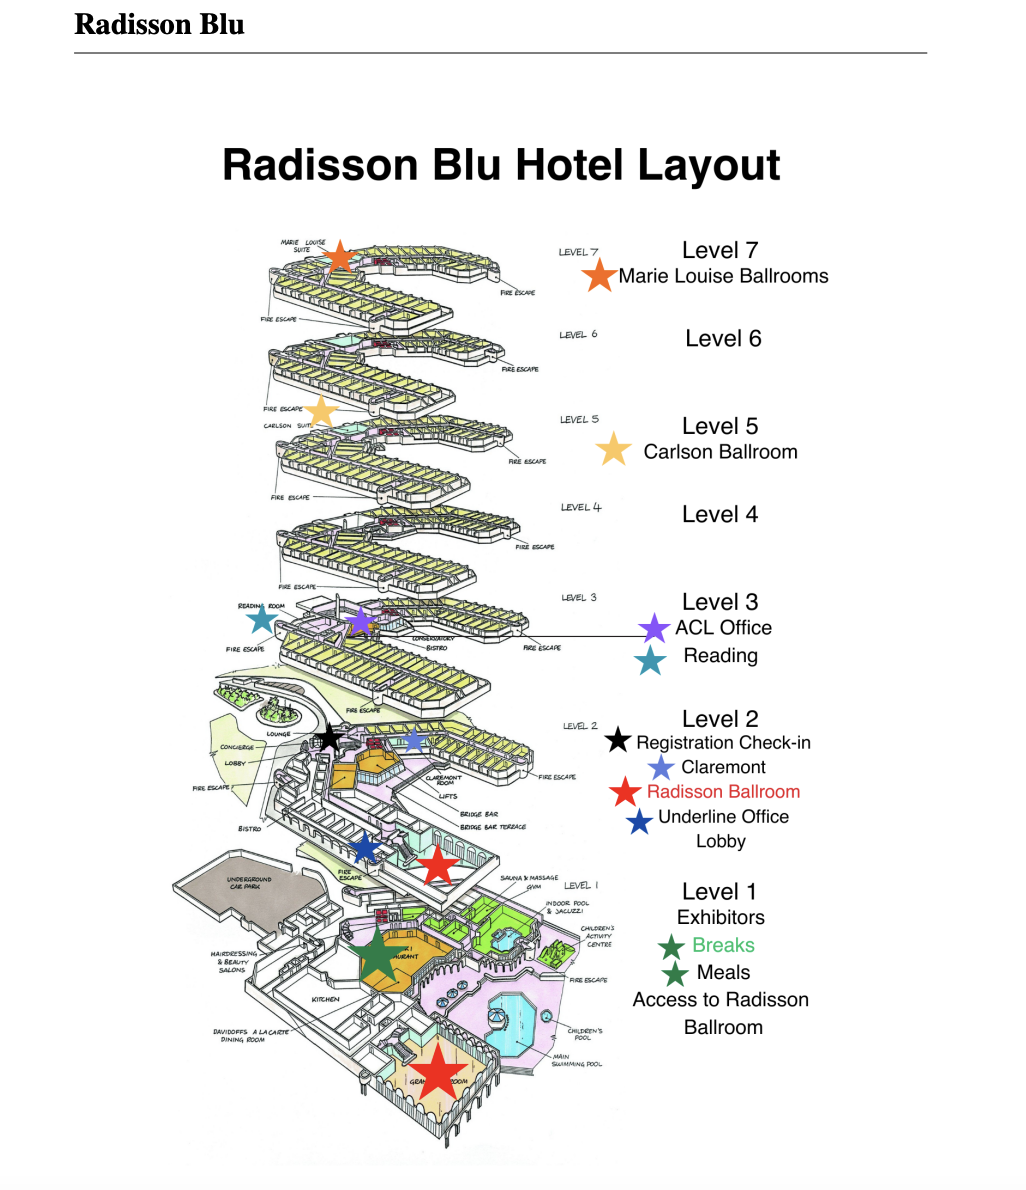 Radisson Blu
Radisson Blu Hotel Layout
MARIE LOUISE
SUITE
FIRE ESCAPE
FIRE ESCAPE
LEVEL 7
Level 7
Marie Louise Ballrooms
LEVEL 6
Level 6
FIRE ESCAPE
FIRE ESCAPE
CARLSON SUITE
LEVEL 5
Level 5
Carlson Ballroom
FIRE ESCAPE
FIRE ESCAPE
LEVEL 4
Level 4
FIRE ESCAPE
FIRE ESCAPE
LEVEL 3
Level 3
ACL Office
Reading
READING ROOM
CONSERVATORY
BISTRO
FIRE ESCAPE
FIRE ESCAPE
FIRE ESCAPE
LEVEL 2
Level 2
Registration Check-in
Claremont
Radisson Ballroom
Underline Office
Lobby
LOUNGE
CONCIERGE
LOBBY
FIRE ESCAPE
FIRE ESCAPE
CLAREMONT
ROOM
LIFTS
BRIDGE BAR
BRIDGE BAR TERRACE
BISTRO
FIRE
ESCAPE
LEVEL 1
Level 1
Exhibitors
Breaks
Meals
Access to Radisson
Ballroom
UNDERGROUND
CAR PARK
SAUNA & MASSAGE
GYM
INDOOR POOL
& JACUZZI
CHILDREN'S
ACTIVITY
CENTRE
FIRE ESCAPE
HAIRDRESSING
& BEAUTY
SALONS
KITCHEN
DAVIDOFFS A LA CARTE
DINING ROOM
CHILDREN'S
POOL
MAIN
SWIMMING POOL